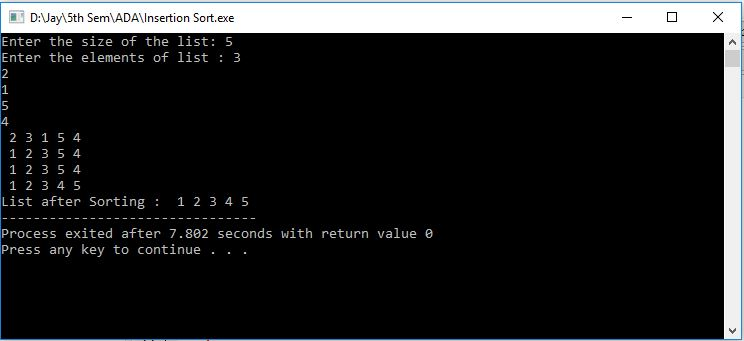 D:\Jay\5th Sem\ADA\Insertion Sort.exe
Enter the size of the list: 5
Enter the elements of list : 3
2
1
5
4
 2 3 1 5 4
 1 2 3 5 4
 1 2 3 5 4
 1 2 3 4 5
List after Sorting :  1 2 3 4 5
--------------------------------
Process exited after 7.802 seconds with return value 0
Press any key to continue . . .